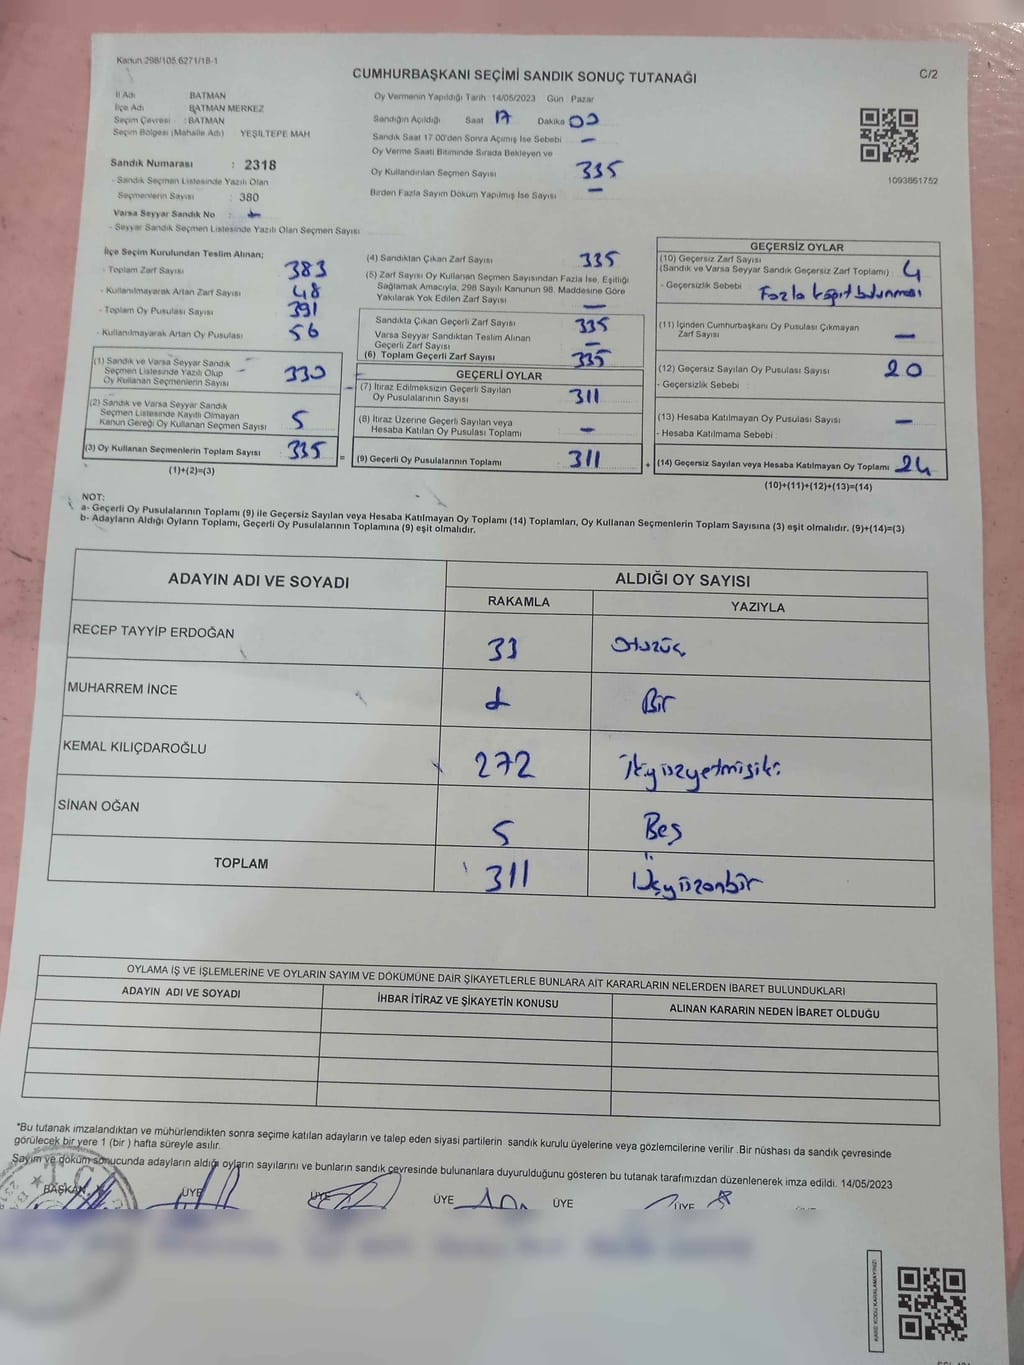 Kanun 298/105.6271/18-1
CUMHURBAŞKANI SEÇİMİ SANDIK SONUÇ TUTANAĞI
C/2
İl Adı BATMAN
İlçe Adı BATMAN MERKEZ
Seçim Çevresi : BATMAN
Seçim Bölgesi (Mahalle Adı) YEŞİLTEPE MAH
Sandık Numarası : 2318
- Sandık Seçmen Listesinde Yazılı Olan
Seçmenlerin Sayısı : 380
Varsa Seyyar Sandık No : -
- Seyyar Sandık Seçmen Listesinde Yazılı Olan Seçmen Sayısı
Oy Vermenin Yapıldığı Tarih 14/05/2023 Gün Pazar
Sandığın Açıldığı Saat 17 Dakika 00
Sandık Saat 17.00'den Sonra Açımış İse Sebebi -
Oy Verme Saati Bitiminde Sırada Bekleyen ve
Oy Kullandırılan Seçmen Sayısı 335
Birden Fazla Sayım Döküm Yapılmış İse Sayısı -
1093861752
İlçe Seçim Kurulundan Teslim Alınan;
- Toplam Zarf Sayısı 383
- Kullanılmayarak Artan Zarf Sayısı 48
- Toplam Oy Pusulası Sayısı 391
- Kullanılmayarak Artan Oy Pusulası 56
(1) Sandık ve Varsa Seyyar Sandık
Seçmen Listesinde Yazılı Olup
Oy Kullanan Seçmenlerin Sayısı 330
(2) Sandık ve Varsa Seyyar Sandık
Seçmen Listesinde Kayıtlı Olmayan
Kanun Gereği Oy Kullanan Seçmen Sayısı 5
(3) Oy Kullanan Seçmenlerin Toplam Sayısı 335
(1)+(2)=(3)
(4) Sandıktan Çıkan Zarf Sayısı 335
(5) Zarf Sayısı Oy Kullanan Seçmen Sayısından Fazla İse, Eşitliği
Sağlamak Amacıyla, 298 Sayılı Kanunun 98. Maddesine Göre
Yakılarak Yok Edilen Zarf Sayısı -
Sandıkta Çıkan Geçerli Zarf Sayısı 335
Varsa Seyyar Sandıktan Teslim Alınan
Geçerli Zarf Sayısı -
(6) Toplam Geçerli Zarf Sayısı 335
GEÇERLİ OYLAR
(7) İtiraz Edilmeksizin Geçerli Sayılan
Oy Pusulalarının Sayısı 311
(8) İtiraz Üzerine Geçerli Sayılan veya
Hesaba Katılan Oy Pusulası Toplamı -
= (9) Geçerli Oy Pusulalarının Toplamı 311
GEÇERSİZ OYLAR
(10) Geçersiz Zarf Sayısı
(Sandık ve Varsa Seyyar Sandık Geçersiz Zarf Toplamı) 4
- Geçersizlik Sebebi Fazla kağıt bulunması
(11) İçinden Cumhurbaşkanı Oy Pusulası Çıkmayan
Zarf Sayısı -
(12) Geçersiz Sayılan Oy Pusulası Sayısı 20
- Geçersizlik Sebebi
(13) Hesaba Katılmayan Oy Pusulası Sayısı -
- Hesaba Katılmama Sebebi
+ (14) Geçersiz Sayılan veya Hesaba Katılmayan Oy Toplamı 24
(10)+(11)+(12)+(13)=(14)
NOT:
a- Geçerli Oy Pusulalarının Toplamı (9) ile Geçersiz Sayılan veya Hesaba Katılmayan Oy Toplamı (14) Toplamları, Oy Kullanan Seçmenlerin Toplam Sayısına (3) eşit olmalıdır. (9)+(14)=(3)
b- Adayların Aldığı Oyların Toplamı, Geçerli Oy Pusulalarının Toplamına (9) eşit olmalıdır.
ADAYIN ADI VE SOYADI
ALDIĞI OY SAYISI
RAKAMLA YAZIYLA
RECEP TAYYİP ERDOĞAN 33 Otuzüç
MUHARREM İNCE 1 Bir
KEMAL KILIÇDAROĞLU 272 ikiyüzyetmişiki
SİNAN OĞAN 5 Beş
TOPLAM 311 Üçyüzonbir
OYLAMA İŞ VE İŞLEMLERİNE VE OYLARIN SAYIM VE DÖKÜMÜNE DAİR ŞİKAYETLERLE BUNLARA AİT KARARLARIN NELERDEN İBARET BULUNDUKLARI
ADAYIN ADI VE SOYADI İHBAR İTİRAZ VE ŞİKAYETİN KONUSU ALINAN KARARIN NEDEN İBARET OLDUĞU
*Bu tutanak imzalandıktan ve mühürlendikten sonra seçime katılan adayların ve talep eden siyasi partilerin sandık kurulu üyelerine veya gözlemcilerine verilir .Bir nüshası da sandık çevresinde
görülecek bir yere 1 (bir ) hafta süreyle asılır.
Sayım ve döküm sonucunda adayların aldığı oyların sayılarını ve bunların sandık çevresinde bulunanlara duyurulduğunu gösteren bu tutanak tarafımızdan düzenlenerek imza edildi. 14/05/2023
BAŞKAN ÜYE ÜYE ÜYE ÜYE ÜYE
KARE KODU KARALAMAYINIZ!